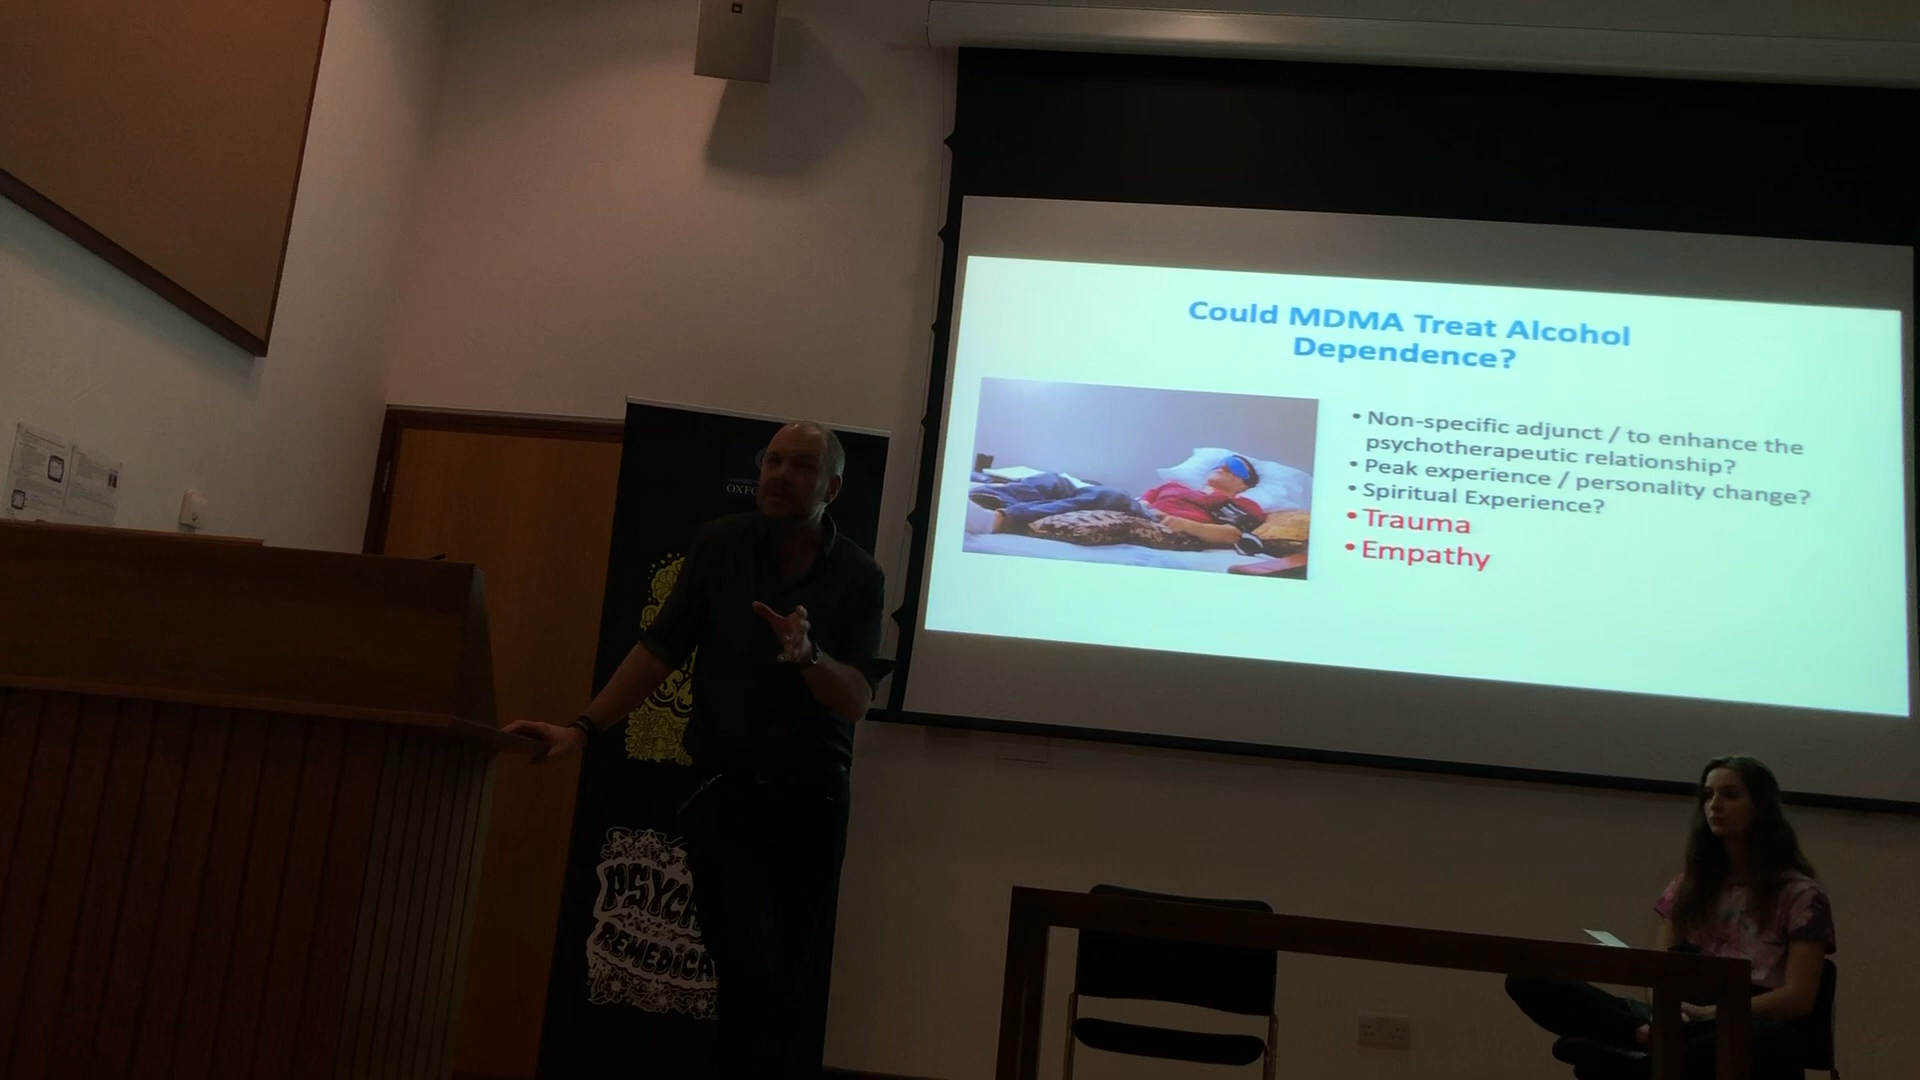 Could MDMA Treat Alcohol
Dependence?
• Non-specific adjunct / to enhance the
psychotherapeutic relationship?
• Peak experience / personality change?
• Spiritual Experience?
• Trauma
• Empathy
OXFO
PSYCH
REMEDICA